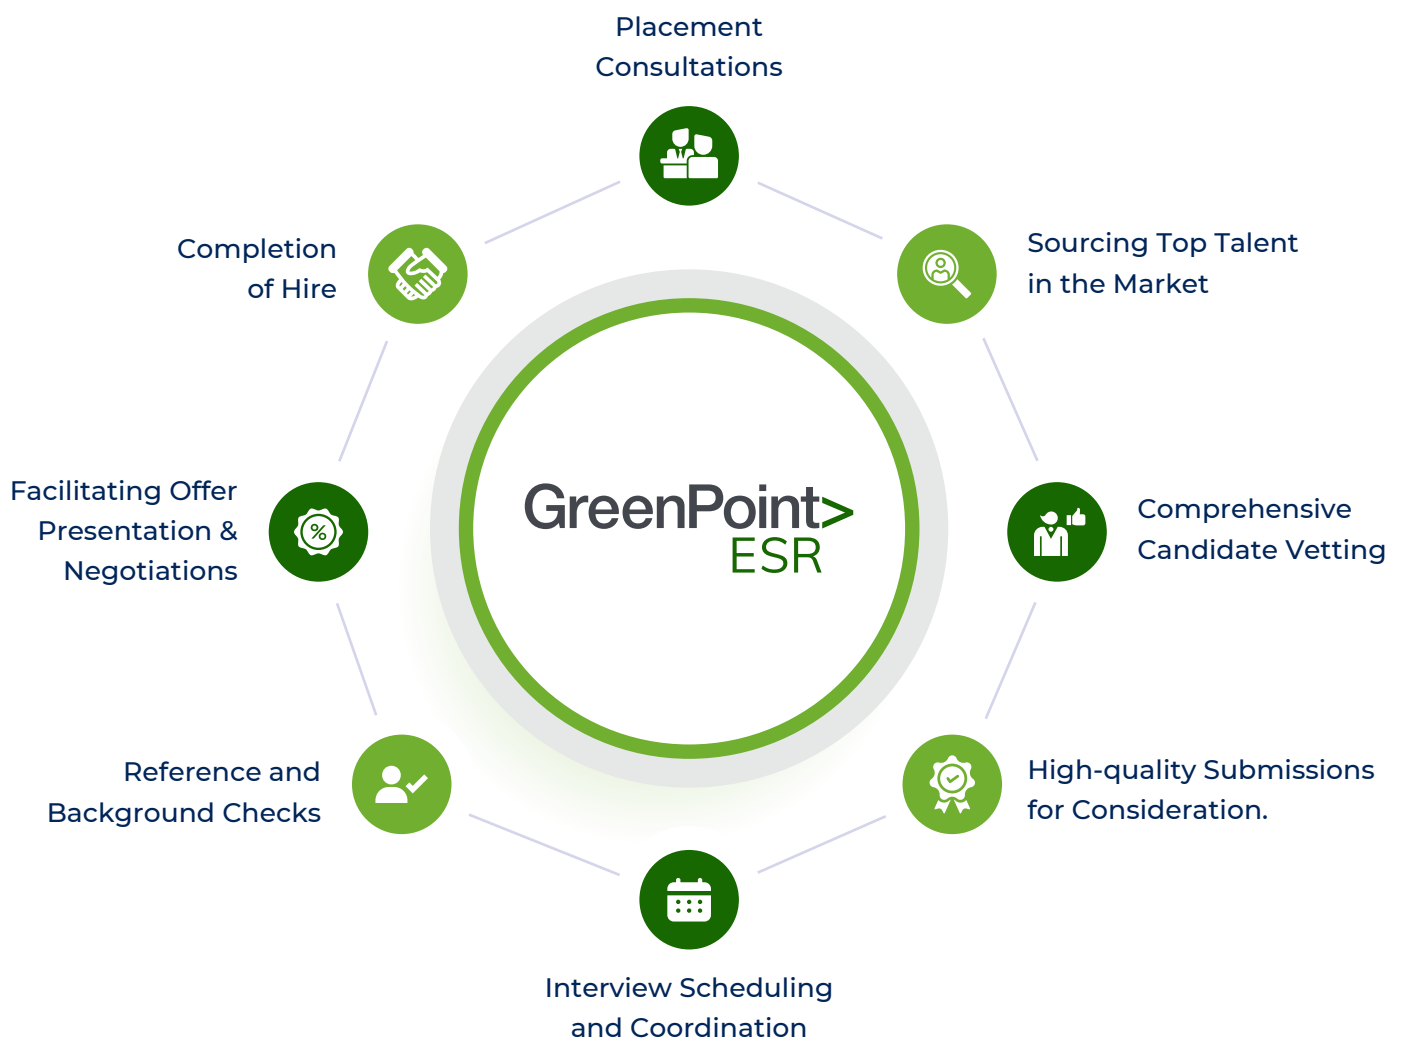 Placement
Consultations
Sourcing Top Talent
in the Market
Comprehensive
Candidate Vetting
High-quality Submissions
for Consideration.
Interview Scheduling
and Coordination
Reference and
Background Checks
Facilitating Offer
Presentation &
Negotiations
Completion
of Hire
GreenPoint>
ESR
%